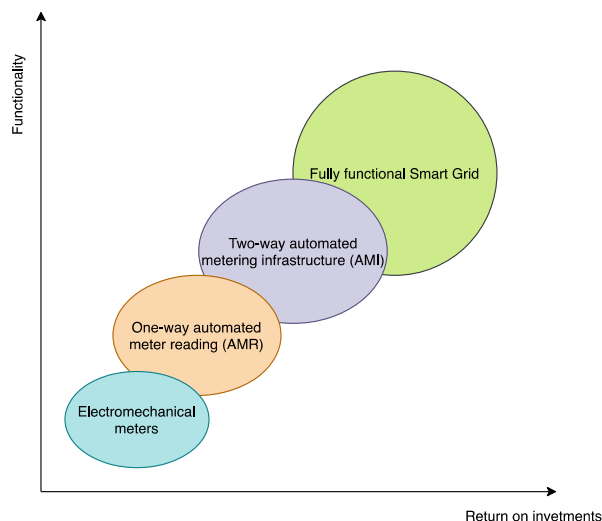 Functionality
Fully functional Smart Grid
Two-way automated
metering infrastructure (AMI)
One-way automated
meter reading (AMR)
Electromechanical
meters
Return on invetments